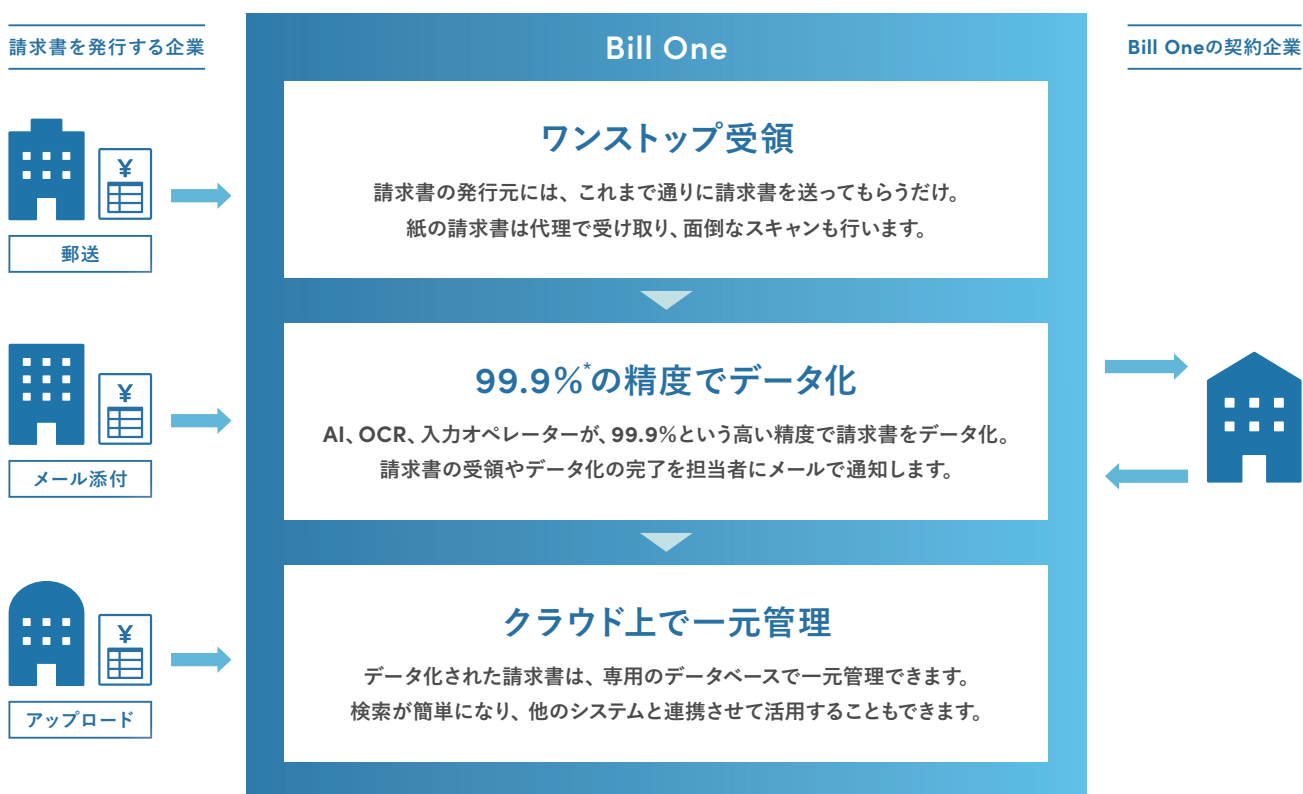 請求書を発行する企業
Bill One
Bill Oneの契約企業
ワンストップ受領
請求書の発行元には、これまで通りに請求書を送ってもらうだけ。
紙の請求書は代理で受け取り、面倒なスキャンも行います。
¥
郵送
99.9%*の精度でデータ化
AI、OCR、入力オペレーターが、99.9%という高い精度で請求書をデータ化。
請求書の受領やデータ化の完了を担当者にメールで通知します。
¥
メール添付
クラウド上で一元管理
データ化された請求書は、専用のデータベースで一元管理できます。
検索が簡単になり、他のシステムと連携させて活用することもできます。
¥
アップロード